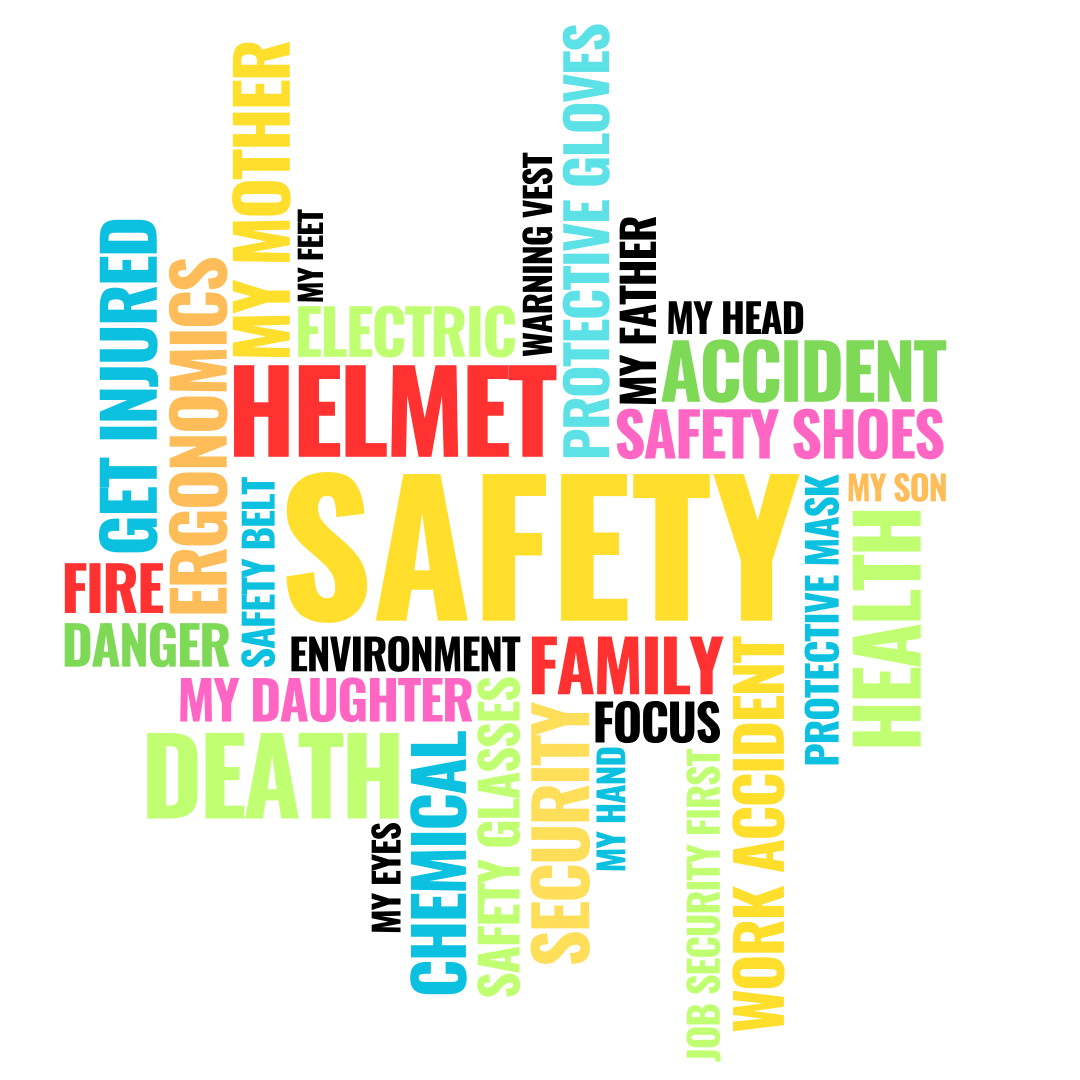 MY MOTHER
PROTECTIVE GLOVES
WARNING VEST
MY FEET
MY FATHER
GET INJURED
ERGONOMICS
ELECTRIC
MY HEAD
ACCIDENT
HELMET
SAFETY SHOES
SAFETY
SAFETY BELT
PROTECTIVE MASK
MY SON
HEALTH
FIRE
DANGER
ENVIRONMENT
FAMILY
MY DAUGHTER
FOCUS
DEATH
CHEMICAL
SAFETY GLASSES
SECURITY
MY HAND
JOB SECURITY FIRST
WORK ACCIDENT
MY EYES